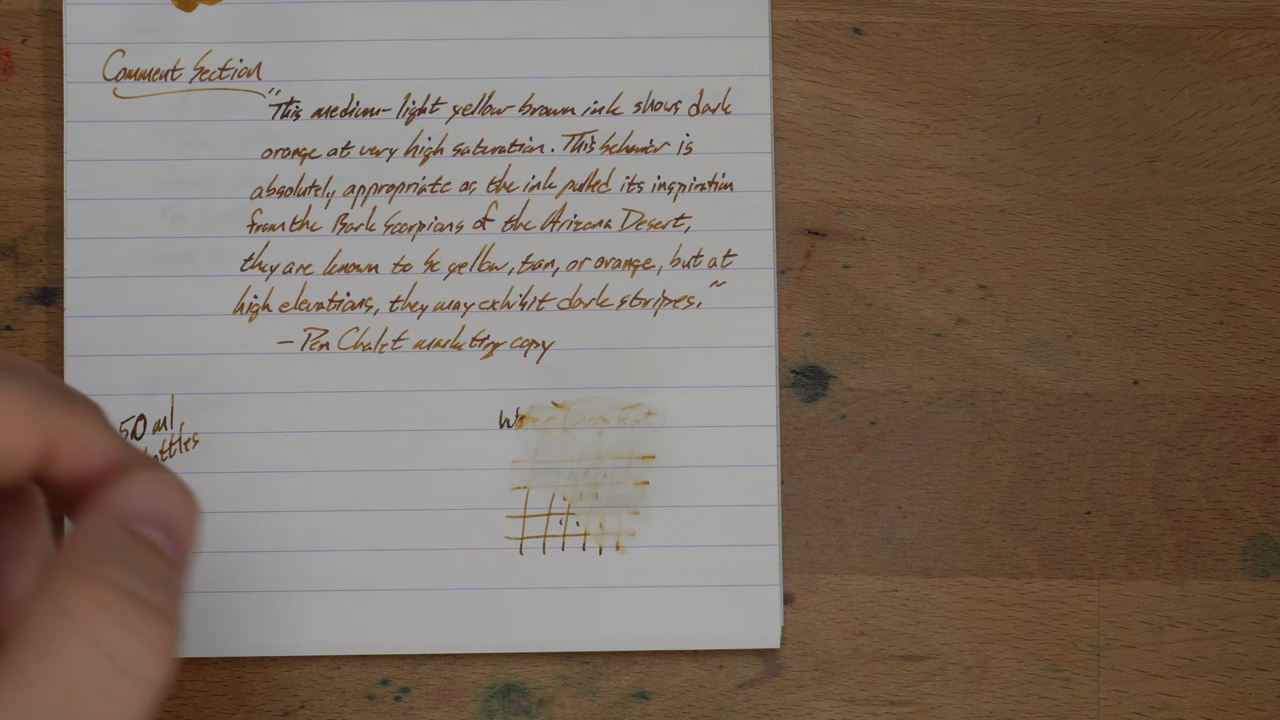 Comment Section
"This medium-light yellow-brown ink shows dark
orange at very high saturation. This behavior is
absolutely appropriate as the ink pulled its inspiration
from the Bark Scorpions of the Arizona Desert,
they are known to be yellow, tan, or orange, but at
high elevations, they may exhibit dark stripes."
- Pen Chalet marketing copy
50 ml